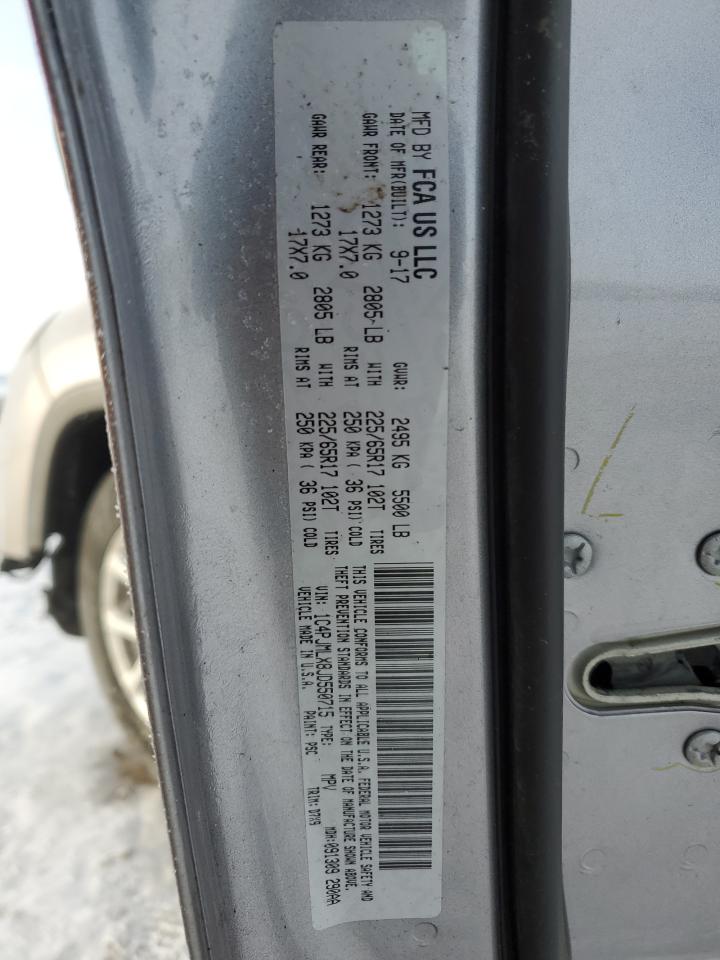 MFD BY FCA US LLC
DATE OF MFR(BUILT): 9-17 GVWR: 2495 KG 5500 LB
GAWR FRONT: 1273 KG 2805 LB WITH 225/65R17 102T TIRES
17X7.0 RIMS AT 250 KPA ( 36 PSI) COLD
GAWR REAR: 1273 KG 2805 LB WITH 225/65R17 102T TIRES
17X7.0 RIMS AT 250 KPA ( 36 PSI) COLD
THIS VEHICLE CONFORMS TO ALL APPLICABLE U.S.A. FEDERAL MOTOR VEHICLE SAFETY AND
THEFT PREVENTION STANDARDS IN EFFECT ON THE DATE OF MANUFACTURE SHOWN ABOVE.
VIN: 1C4PJMLX8JD550715 TYPE: MPV MDH:091309 290AA
VEHICLE MADE IN U.S.A. PAINT: PSC TRIM: D7X9